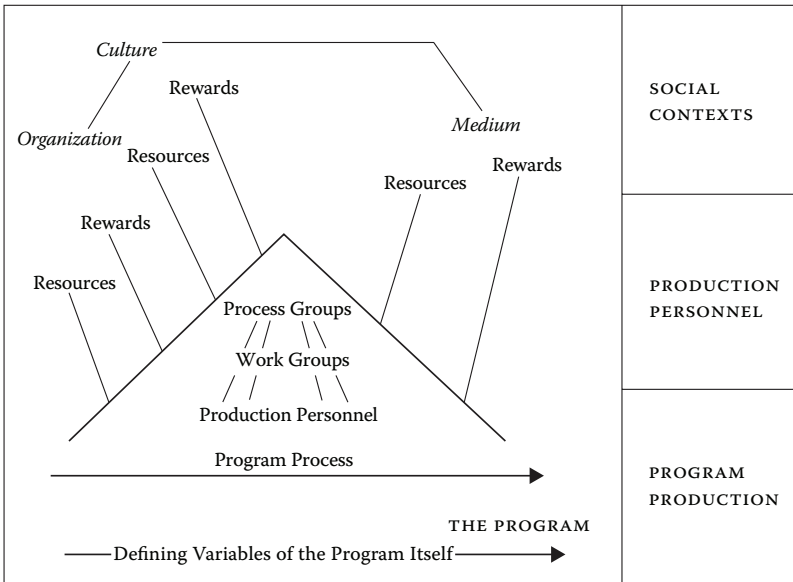 Culture
Rewards
Organization
Medium
Resources
Rewards
Resources
Rewards
Resources
Process Groups
Work Groups
Production Personnel
Program Process
THE PROGRAM
Defining Variables of the Program Itself
SOCIAL
CONTEXTS
PRODUCTION
PERSONNEL
PROGRAM
PRODUCTION